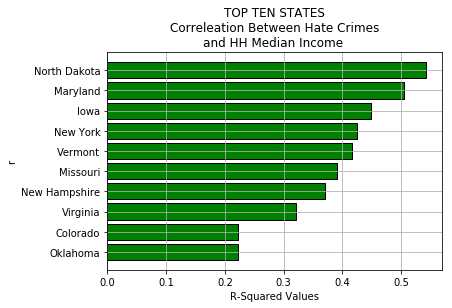 TOP TEN STATES
Correleation Between Hate Crimes
and HH Median Income
r
North Dakota
Maryland
Iowa
New York
Vermont
Missouri
New Hampshire
Virginia
Colorado
Oklahoma
0.0 0.1 0.2 0.3 0.4 0.5
R-Squared Values